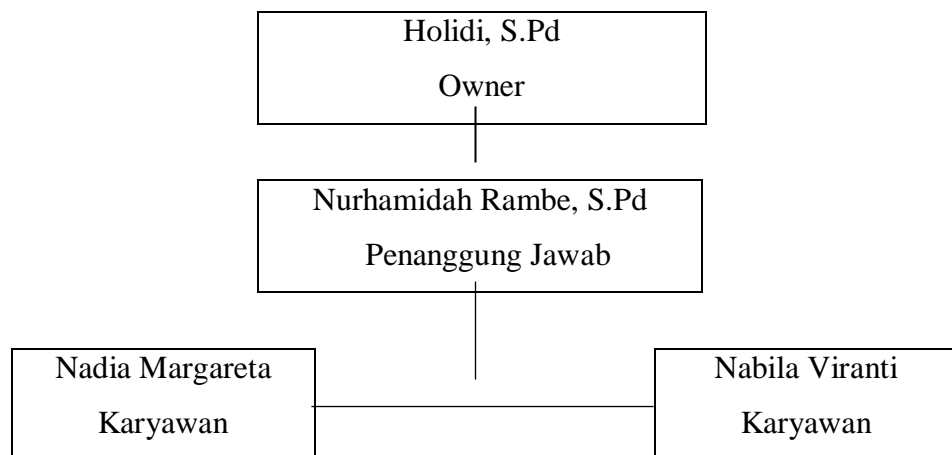 Holidi, S.Pd
Owner
Nurhamidah Rambe, S.Pd
Penanggung Jawab
Nadia Margareta
Karyawan
Nabila Viranti
Karyawan